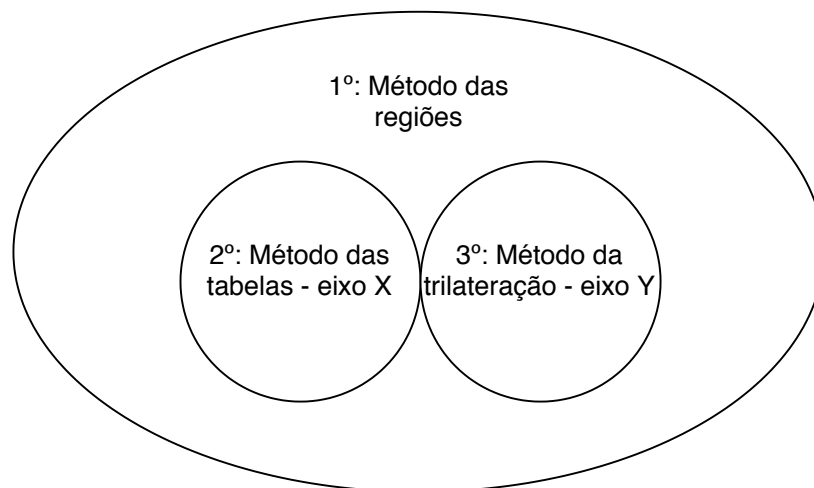 1º: Método das
regiões
2º: Método das
tabelas - eixo X
3º: Método da
trilateração - eixo Y